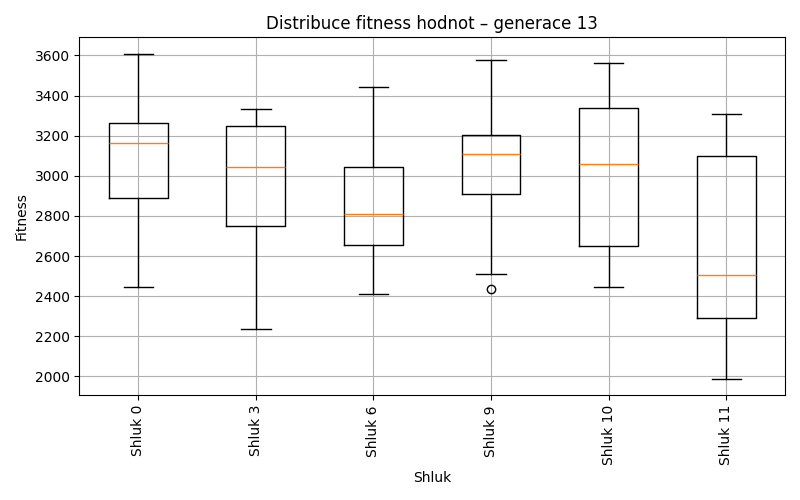 Distribuce fitness hodnot – generace 13
Fitness
3600
3400
3200
3000
2800
2600
2400
2200
2000
Shluk 0
Shluk 3
Shluk 6
Shluk 9
Shluk 10
Shluk 11
Shluk